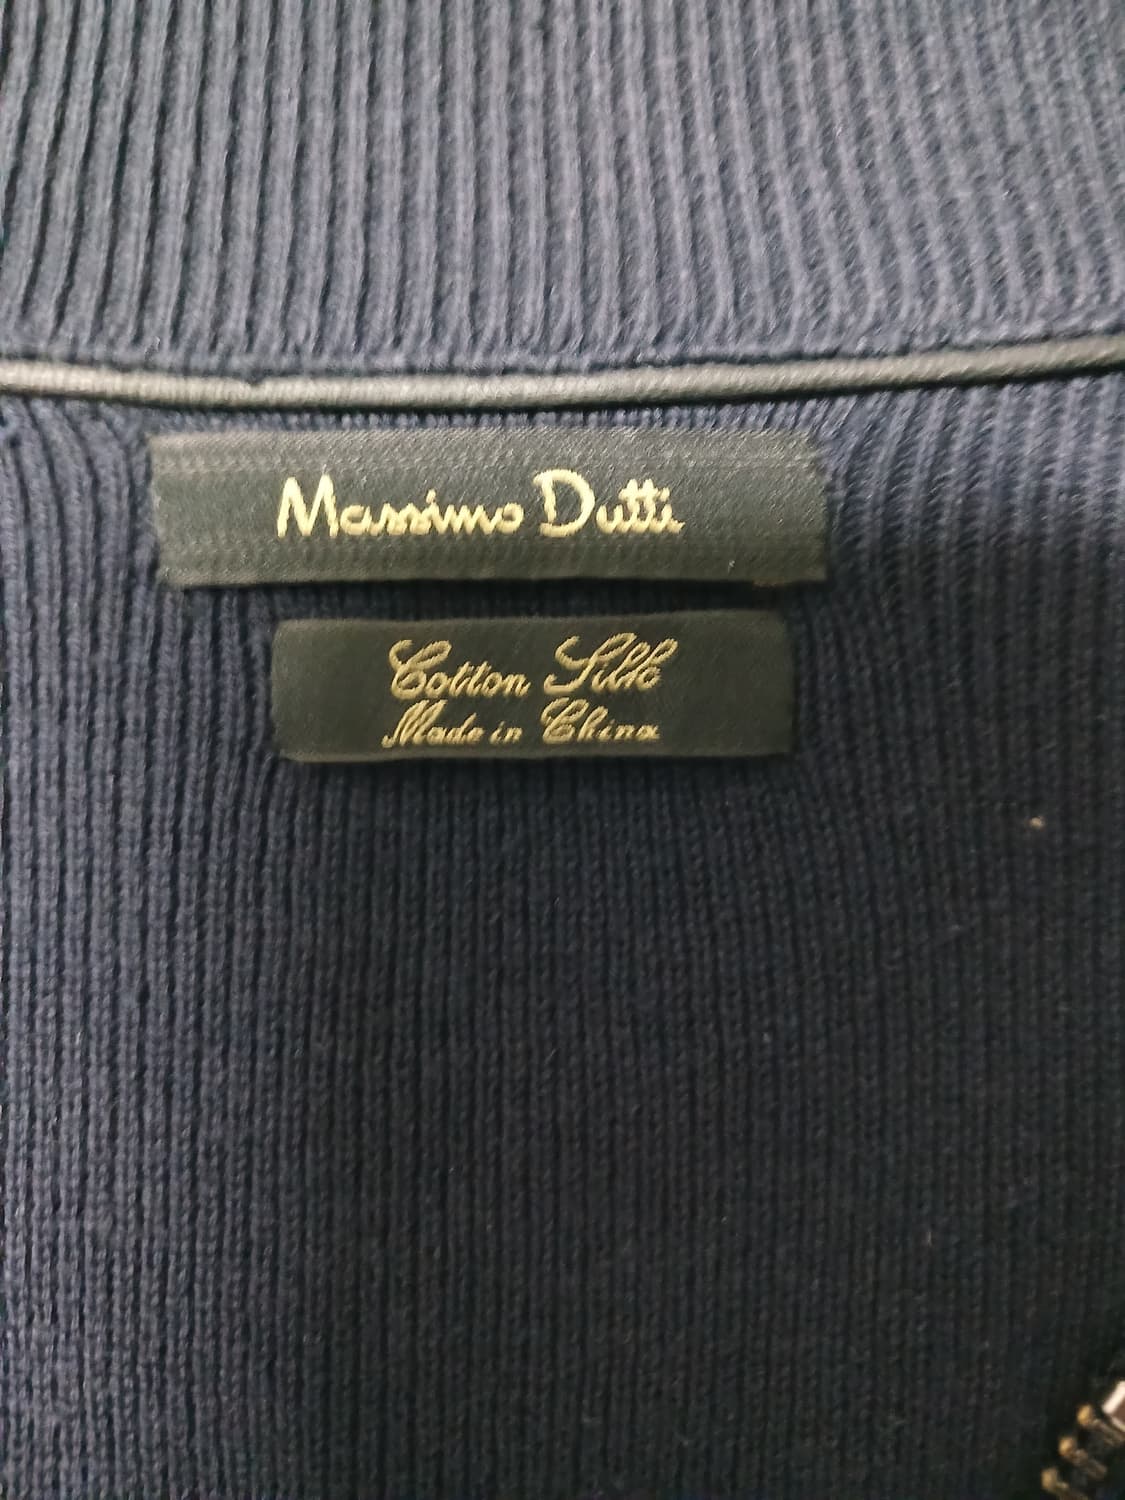 Massimo Dutti
Cotton Silk
Made in China